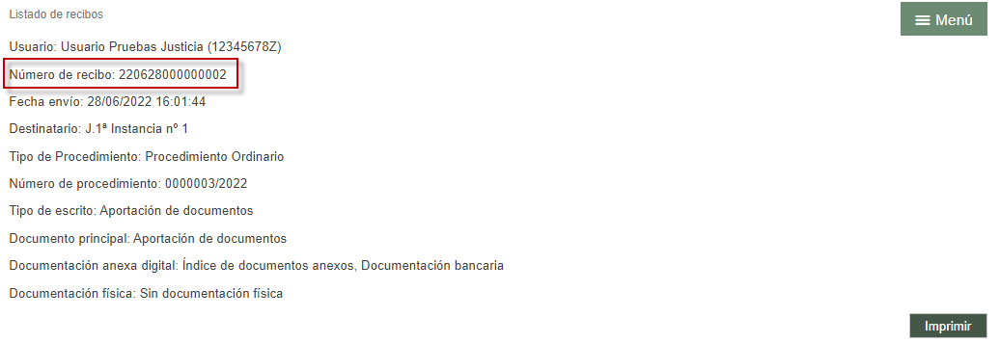 Listado de recibos
Menú
Usuario: Usuario Pruebas Justicia (12345678Z)
Número de recibo: 220628000000002
Fecha envío: 28/06/2022 16:01:44
Destinatario: J.1ª Instancia nº 1
Tipo de Procedimiento: Procedimiento Ordinario
Número de procedimiento: 0000003/2022
Tipo de escrito: Aportación de documentos
Documento principal: Aportación de documentos
Documentación anexa digital: Índice de documentos anexos, Documentación bancaria
Documentación física: Sin documentación física
Imprimir